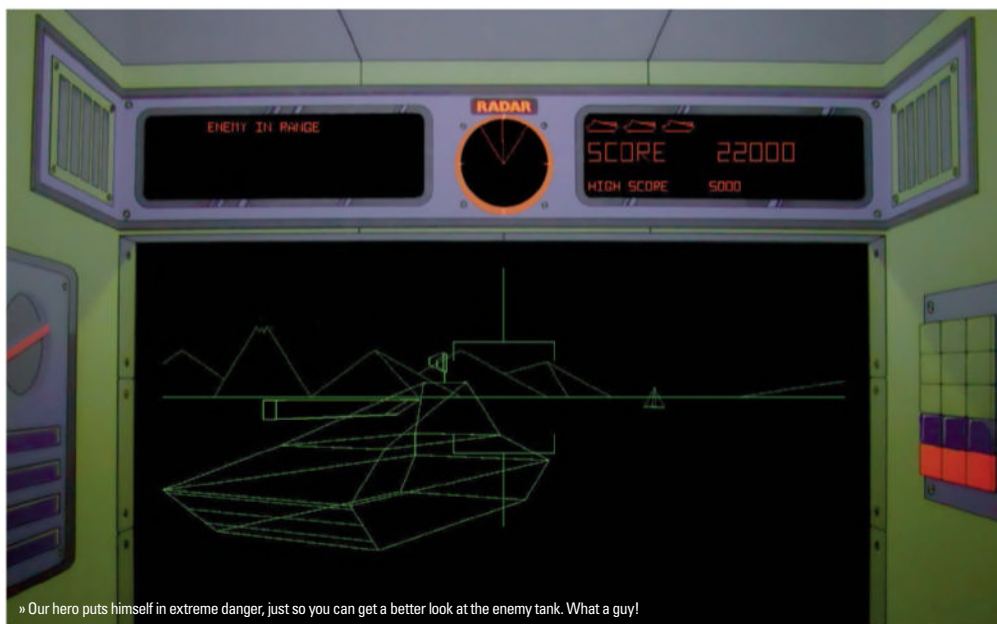 RADAR
ENEMY IN RANGE
SCORE 22000
HIGH SCORE 5000
» Our hero puts himself in extreme danger, just so you can get a better look at the enemy tank. What a guy!